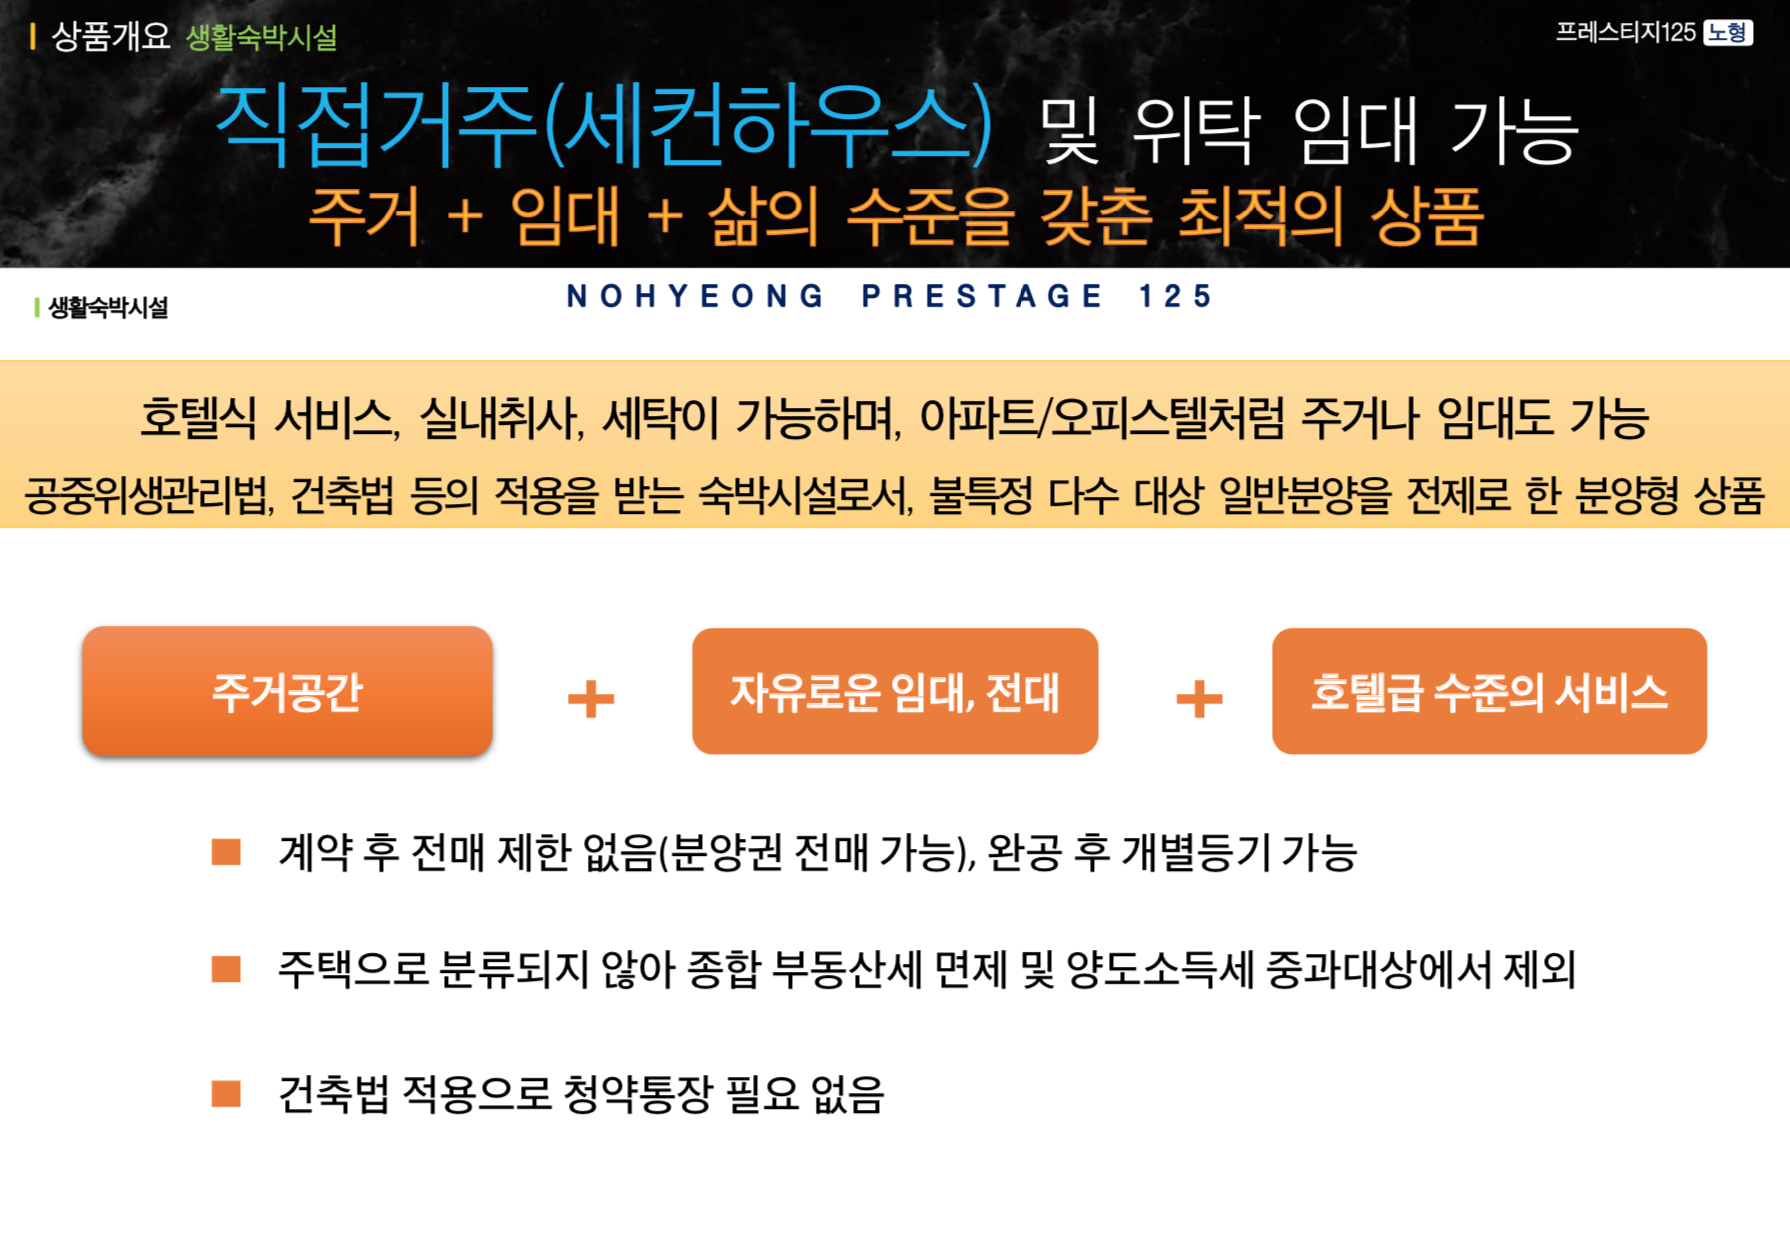 상품개요 생활숙박시설
프레스티지125 노형
직접거주(세컨하우스) 및 위탁 임대 가능
주거 + 임대 + 삶의 수준을 갖춘 최적의 상품
NOHYEONG PRESTAGE 125
생활숙박시설
호텔식 서비스, 실내취사, 세탁이 가능하며, 아파트/오피스텔처럼 주거나 임대도 가능
공중위생관리법, 건축법 등의 적용을 받는 숙박시설로서, 불특정 다수 대상 일반분양을 전제로 한 분양형 상품
주거공간 + 자유로운 임대, 전대 + 호텔급 수준의 서비스
계약 후 전매 제한 없음(분양권 전매 가능), 완공 후 개별등기 가능
주택으로 분류되지 않아 종합 부동산세 면제 및 양도소득세 중과대상에서 제외
건축법 적용으로 청약통장 필요 없음